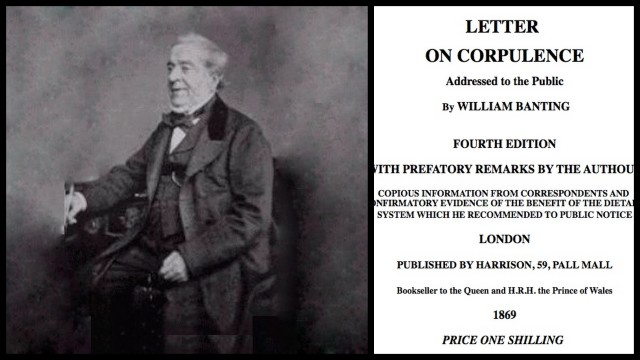 LETTER
ON CORPULENCE
Addressed to the Public
By WILLIAM BANTING
FOURTH EDITION
WITH PREFATORY REMARKS BY THE AUTHOU
COPIOUS INFORMATION FROM CORRESPONDENTS AND
ONFIRMATORY EVIDENCE OF THE BENEFIT OF THE DIETA
SYSTEM WHICH HE RECOMMENDED TO PUBLIC NOTICE
LONDON
PUBLISHED BY HARRISON, 59, PALL MALL
Bookseller to the Queen and H.R.H. the Prince of Wales
1869
PRICE ONE SHILLING